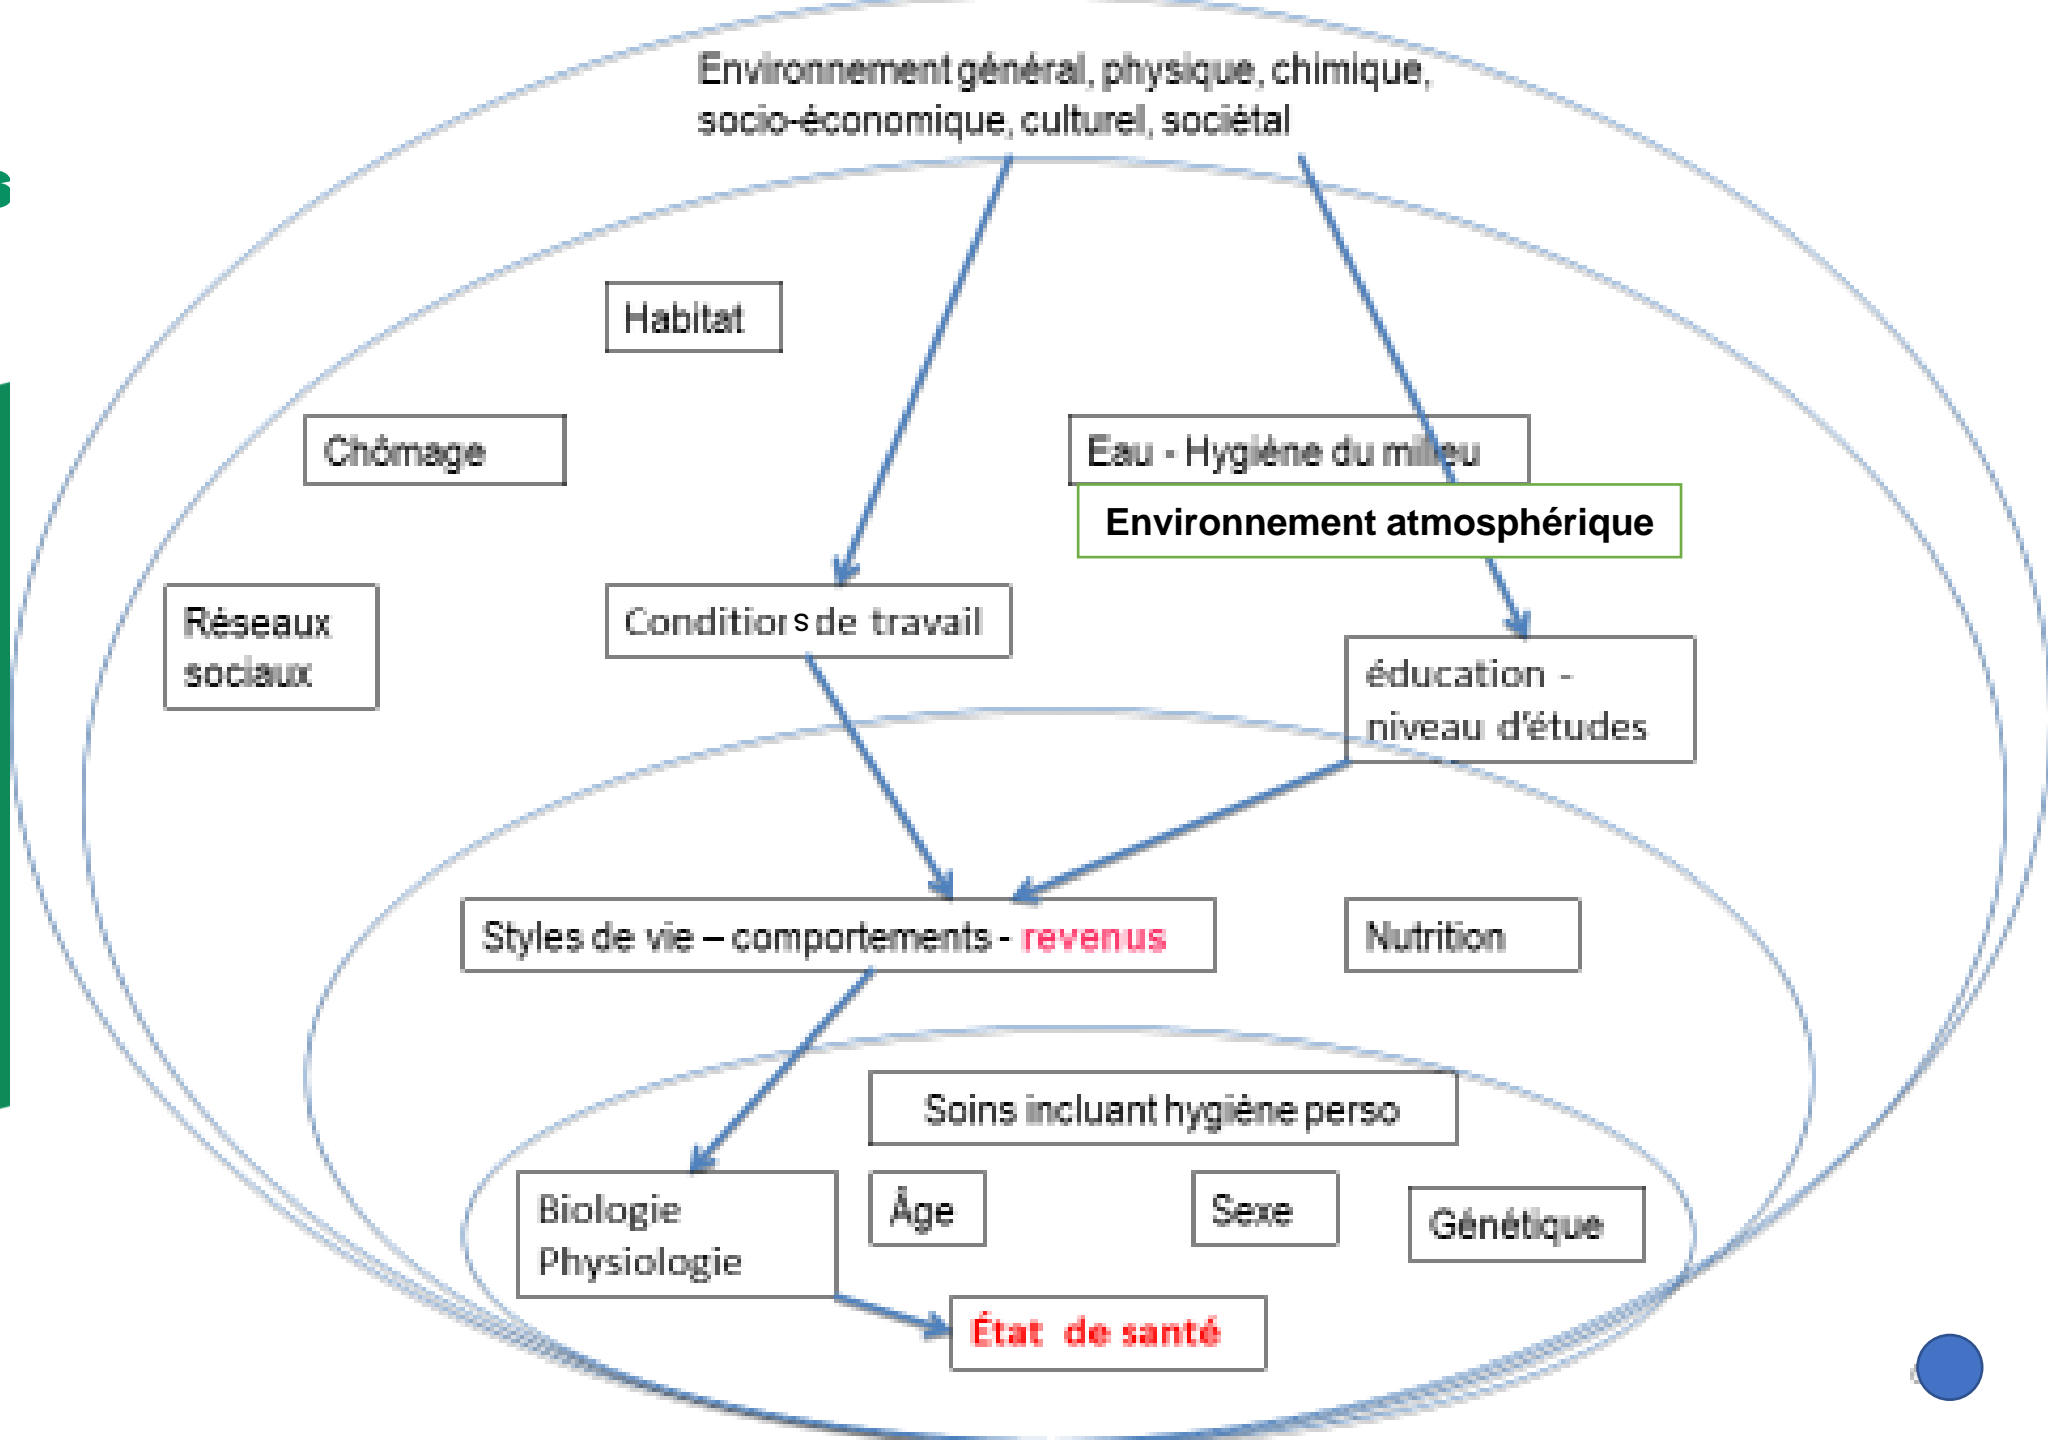 Environnement général, physique, chimique,
socio-économique, culturel, sociétal
Habitat
Chômage
Eau - Hygiène du milieu
Environnement atmosphérique
Réseaux
sociaux
Conditions de travail
éducation -
niveau d'études
Styles de vie – comportements - revenus
Nutrition
Soins incluant hygiène perso
Biologie
Physiologie
Âge
Sexe
Génétique
État de santé